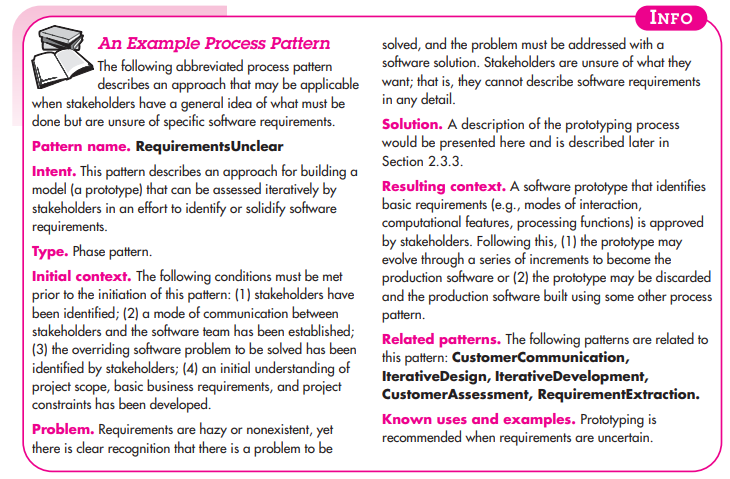 INFO
An Example Process Pattern
The following abbreviated process pattern
describes an approach that may be applicable
when stakeholders have a general idea of what must be
done but are unsure of specific software requirements.
Pattern name. RequirementsUnclear
Intent. This pattern describes an approach for building a
model (a prototype) that can be assessed iteratively by
stakeholders in an effort to identify or solidify software
requirements.
Type. Phase pattern.
Initial context. The following conditions must be met
prior to the initiation of this pattern: (1) stakeholders have
been identified; (2) a mode of communication between
stakeholders and the software team has been established;
(3) the overriding software problem to be solved has been
identified by stakeholders; (4) an initial understanding of
project scope, basic business requirements, and project
constraints has been developed.
Problem. Requirements are hazy or nonexistent, yet
there is clear recognition that there is a problem to be
solved, and the problem must be addressed with a
software solution. Stakeholders are unsure of what they
want; that is, they cannot describe software requirements
in any detail.
Solution. A description of the prototyping process
would be presented here and is described later in
Section 2.3.3.
Resulting context. A software prototype that identifies
basic requirements (e.g., modes of interaction,
computational features, processing functions) is approved
by stakeholders. Following this, (1) the prototype may
evolve through a series of increments to become the
production software or (2) the prototype may be discarded
and the production software built using some other process
pattern.
Related patterns. The following patterns are related to
this pattern: CustomerCommunication,
IterativeDesign, IterativeDevelopment,
CustomerAssessment, RequirementExtraction.
Known uses and examples. Prototyping is
recommended when requirements are uncertain.